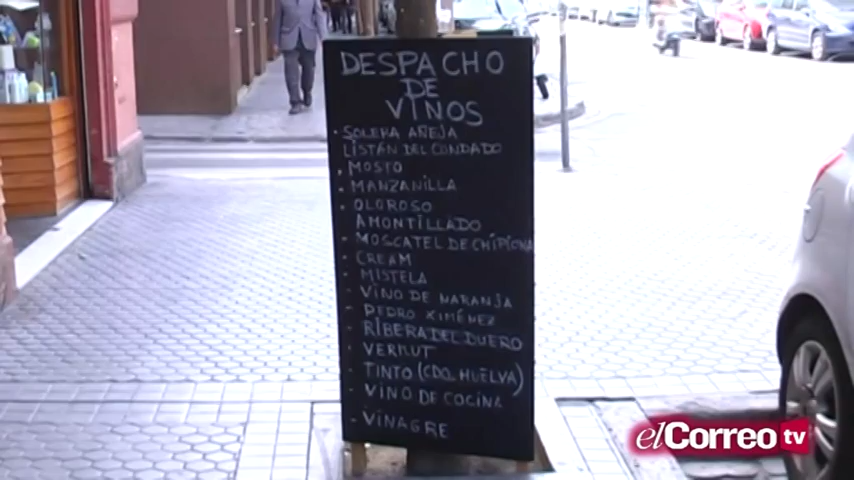 DESPACHO
DE
VINOS
- SOLERA AÑEJA
LISTÁN DEL CONDADO
- MOSTO
- MANZANILLA
- OLOROSO
AMONTILLADO
- MOSCATEL DE CHIPIONA
- CREAM
- MISTELA
- VINO DE NARANJA
- PEDRO XIMÉNEZ
- RIBERA DEL DUERO
VERMUT
- TINTO (CDO. HUELVA)
- VINO DE COCINA
- VINAGRE
elCorreo tv